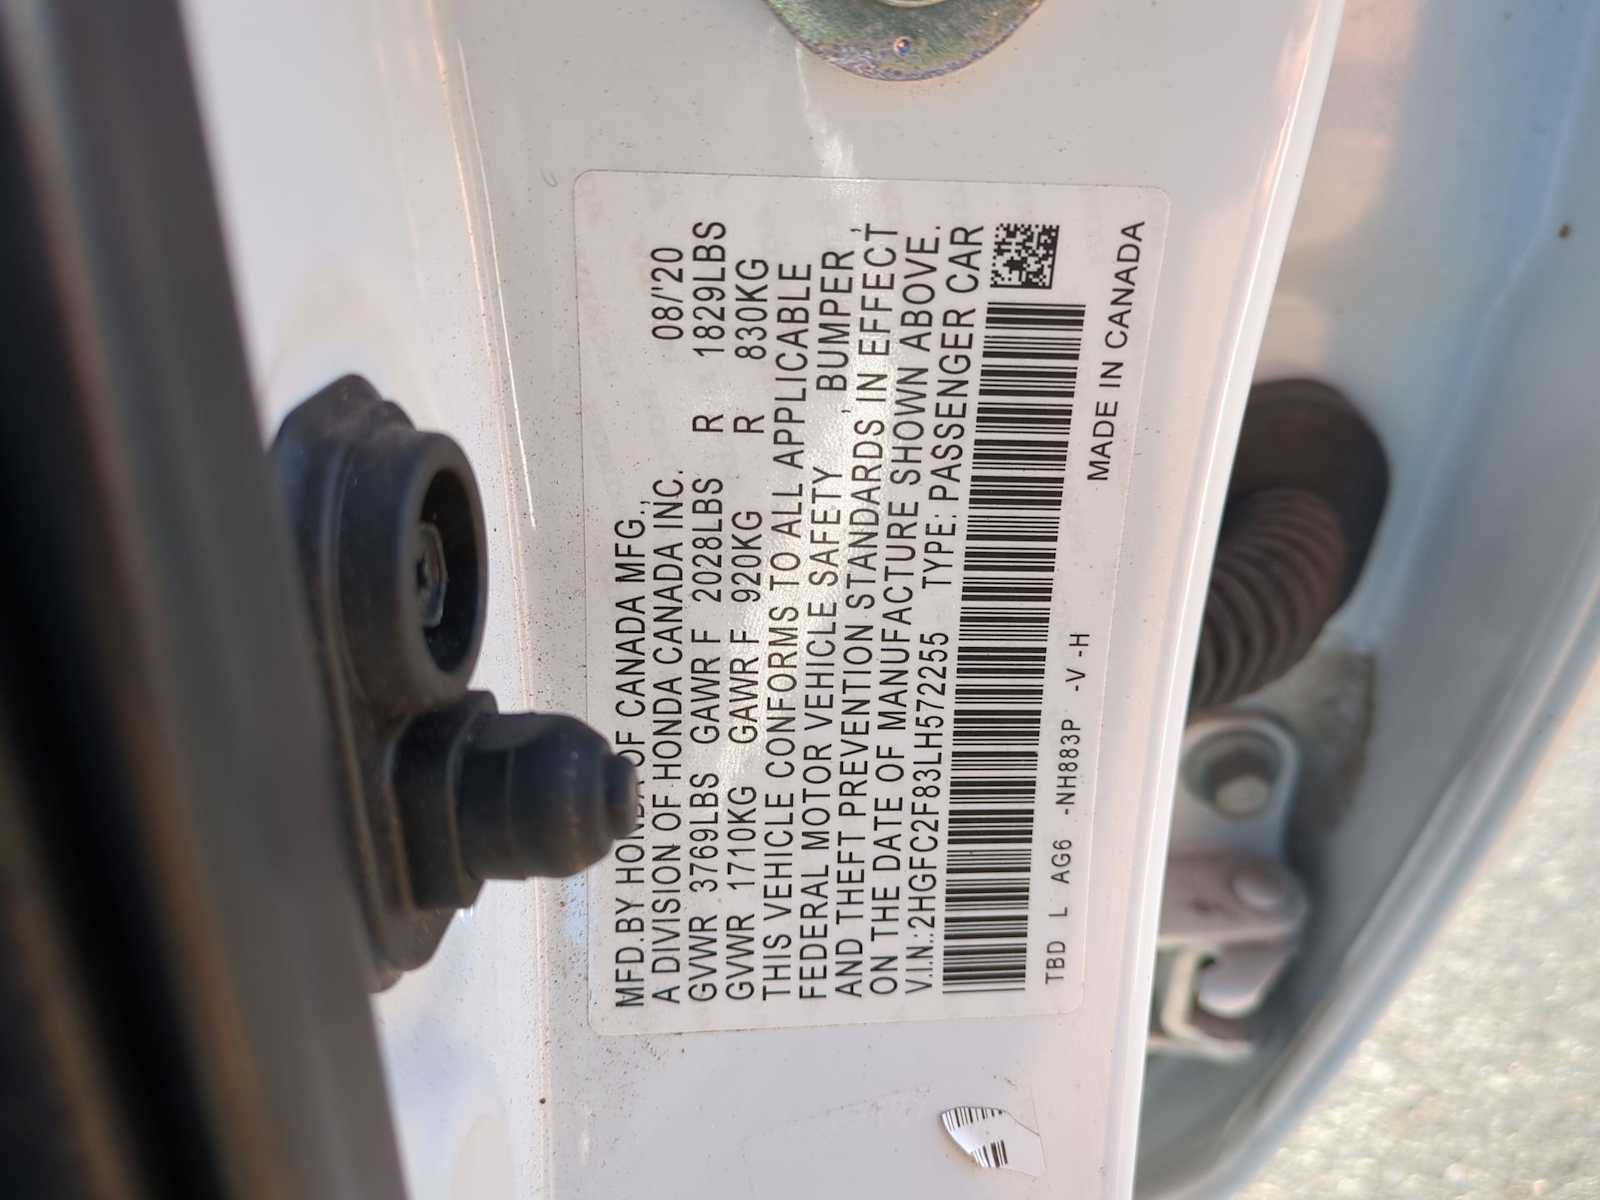 MFD.BY HONDA OF CANADA MFG., 08/'20
A DIVISION OF HONDA CANADA INC.
GVWR 3769LBS GAWR F 2028LBS R 1829LBS
GVWR 1710KG GAWR F 920KG R 830KG
THIS VEHICLE CONFORMS TO ALL APPLICABLE
FEDERAL MOTOR VEHICLE SAFETY, BUMPER,
AND THEFT PREVENTION STANDARDS IN EFFECT
ON THE DATE OF MANUFACTURE SHOWN ABOVE.
V.I.N.:2HGFC2F83LH572255 TYPE: PASSENGER CAR
TBD L AG6 -NH883P -V -H
MADE IN CANADA